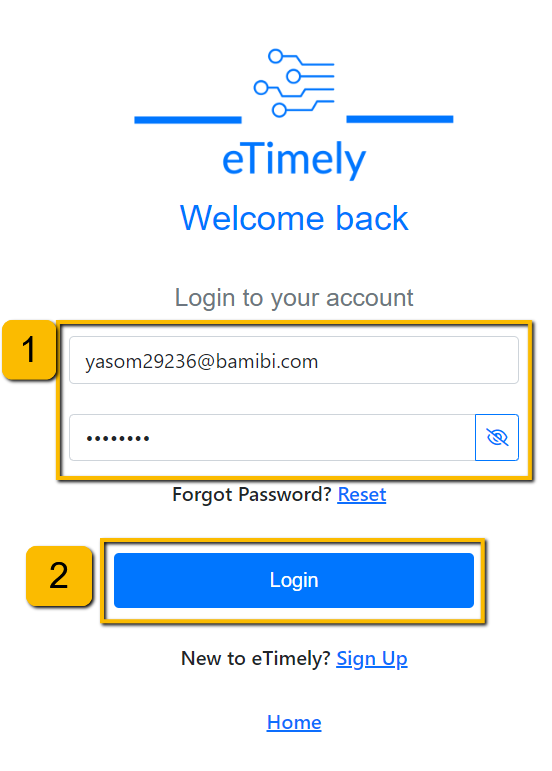 eTimely
Welcome back
Login to your account
1
yasom29236@bamibi.com
••••••••
Forgot Password? Reset
2
Login
New to eTimely? Sign Up
Home